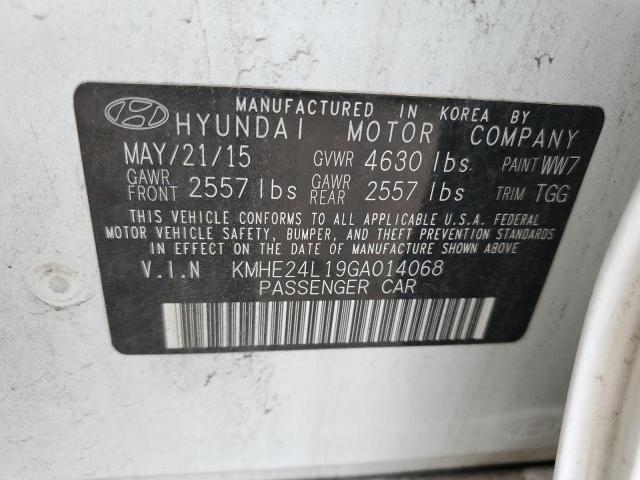 MANUFACTURED IN KOREA BY
HYUNDAI MOTOR COMPANY
MAY/21/15 GVWR 4630 lbs. PAINT WW7
GAWR FRONT 2557 lbs GAWR REAR 2557 lbs TRIM TGG
THIS VEHICLE CONFORMS TO ALL APPLICABLE U.S.A. FEDERAL
MOTOR VEHICLE SAFETY, BUMPER, AND THEFT PREVENTION STANDARDS
IN EFFECT ON THE DATE OF MANUFACTURE SHOWN ABOVE.
V.I.N KMHE24L19GA014068
PASSENGER CAR